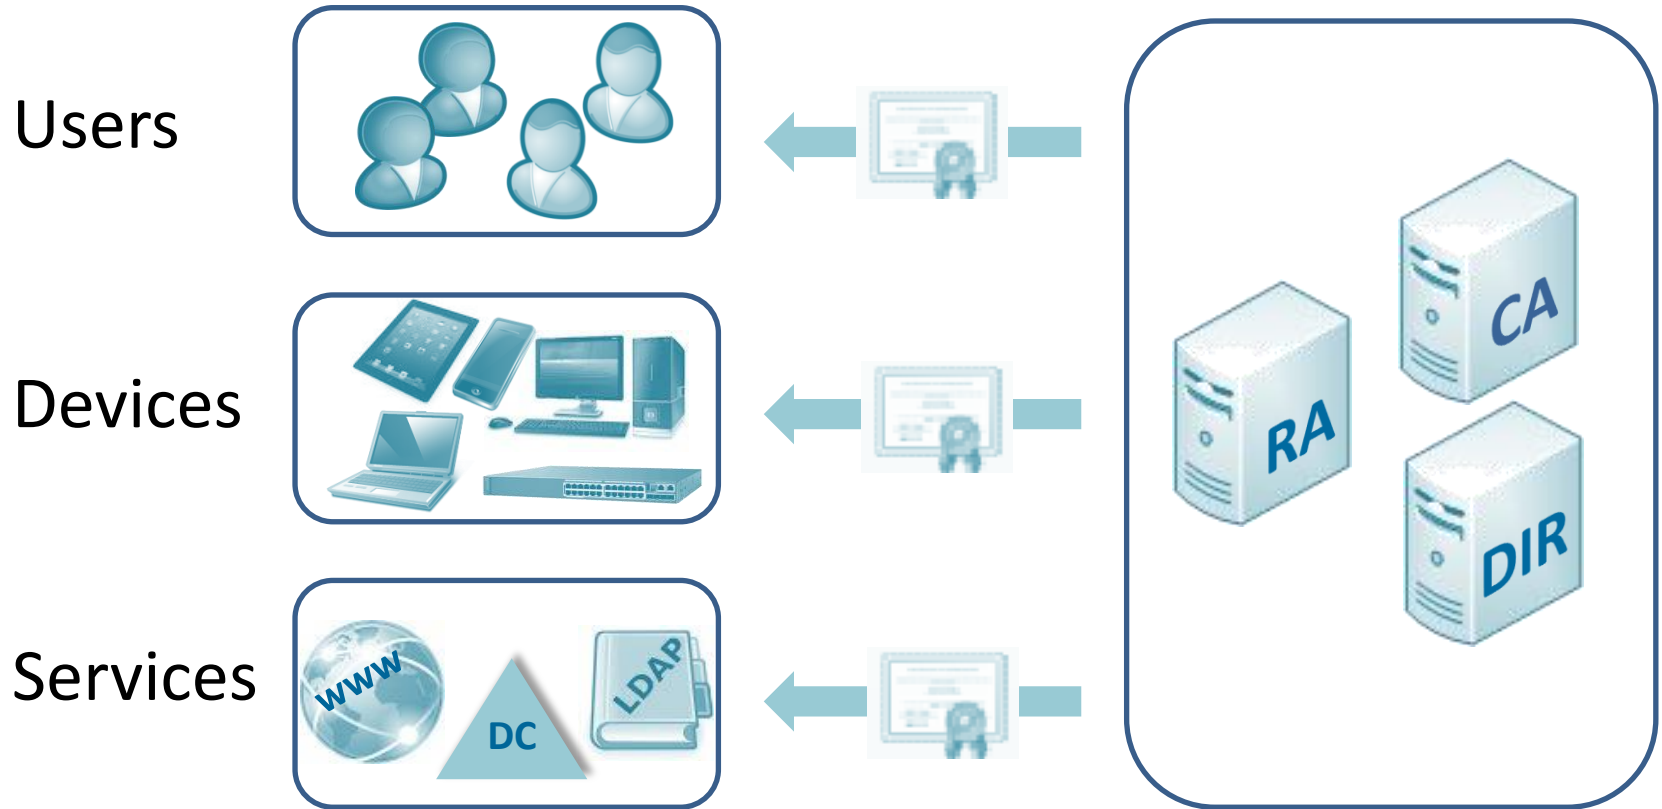 Users
Devices
Services
WWW
DC
LDAP
RA
CA
DIR